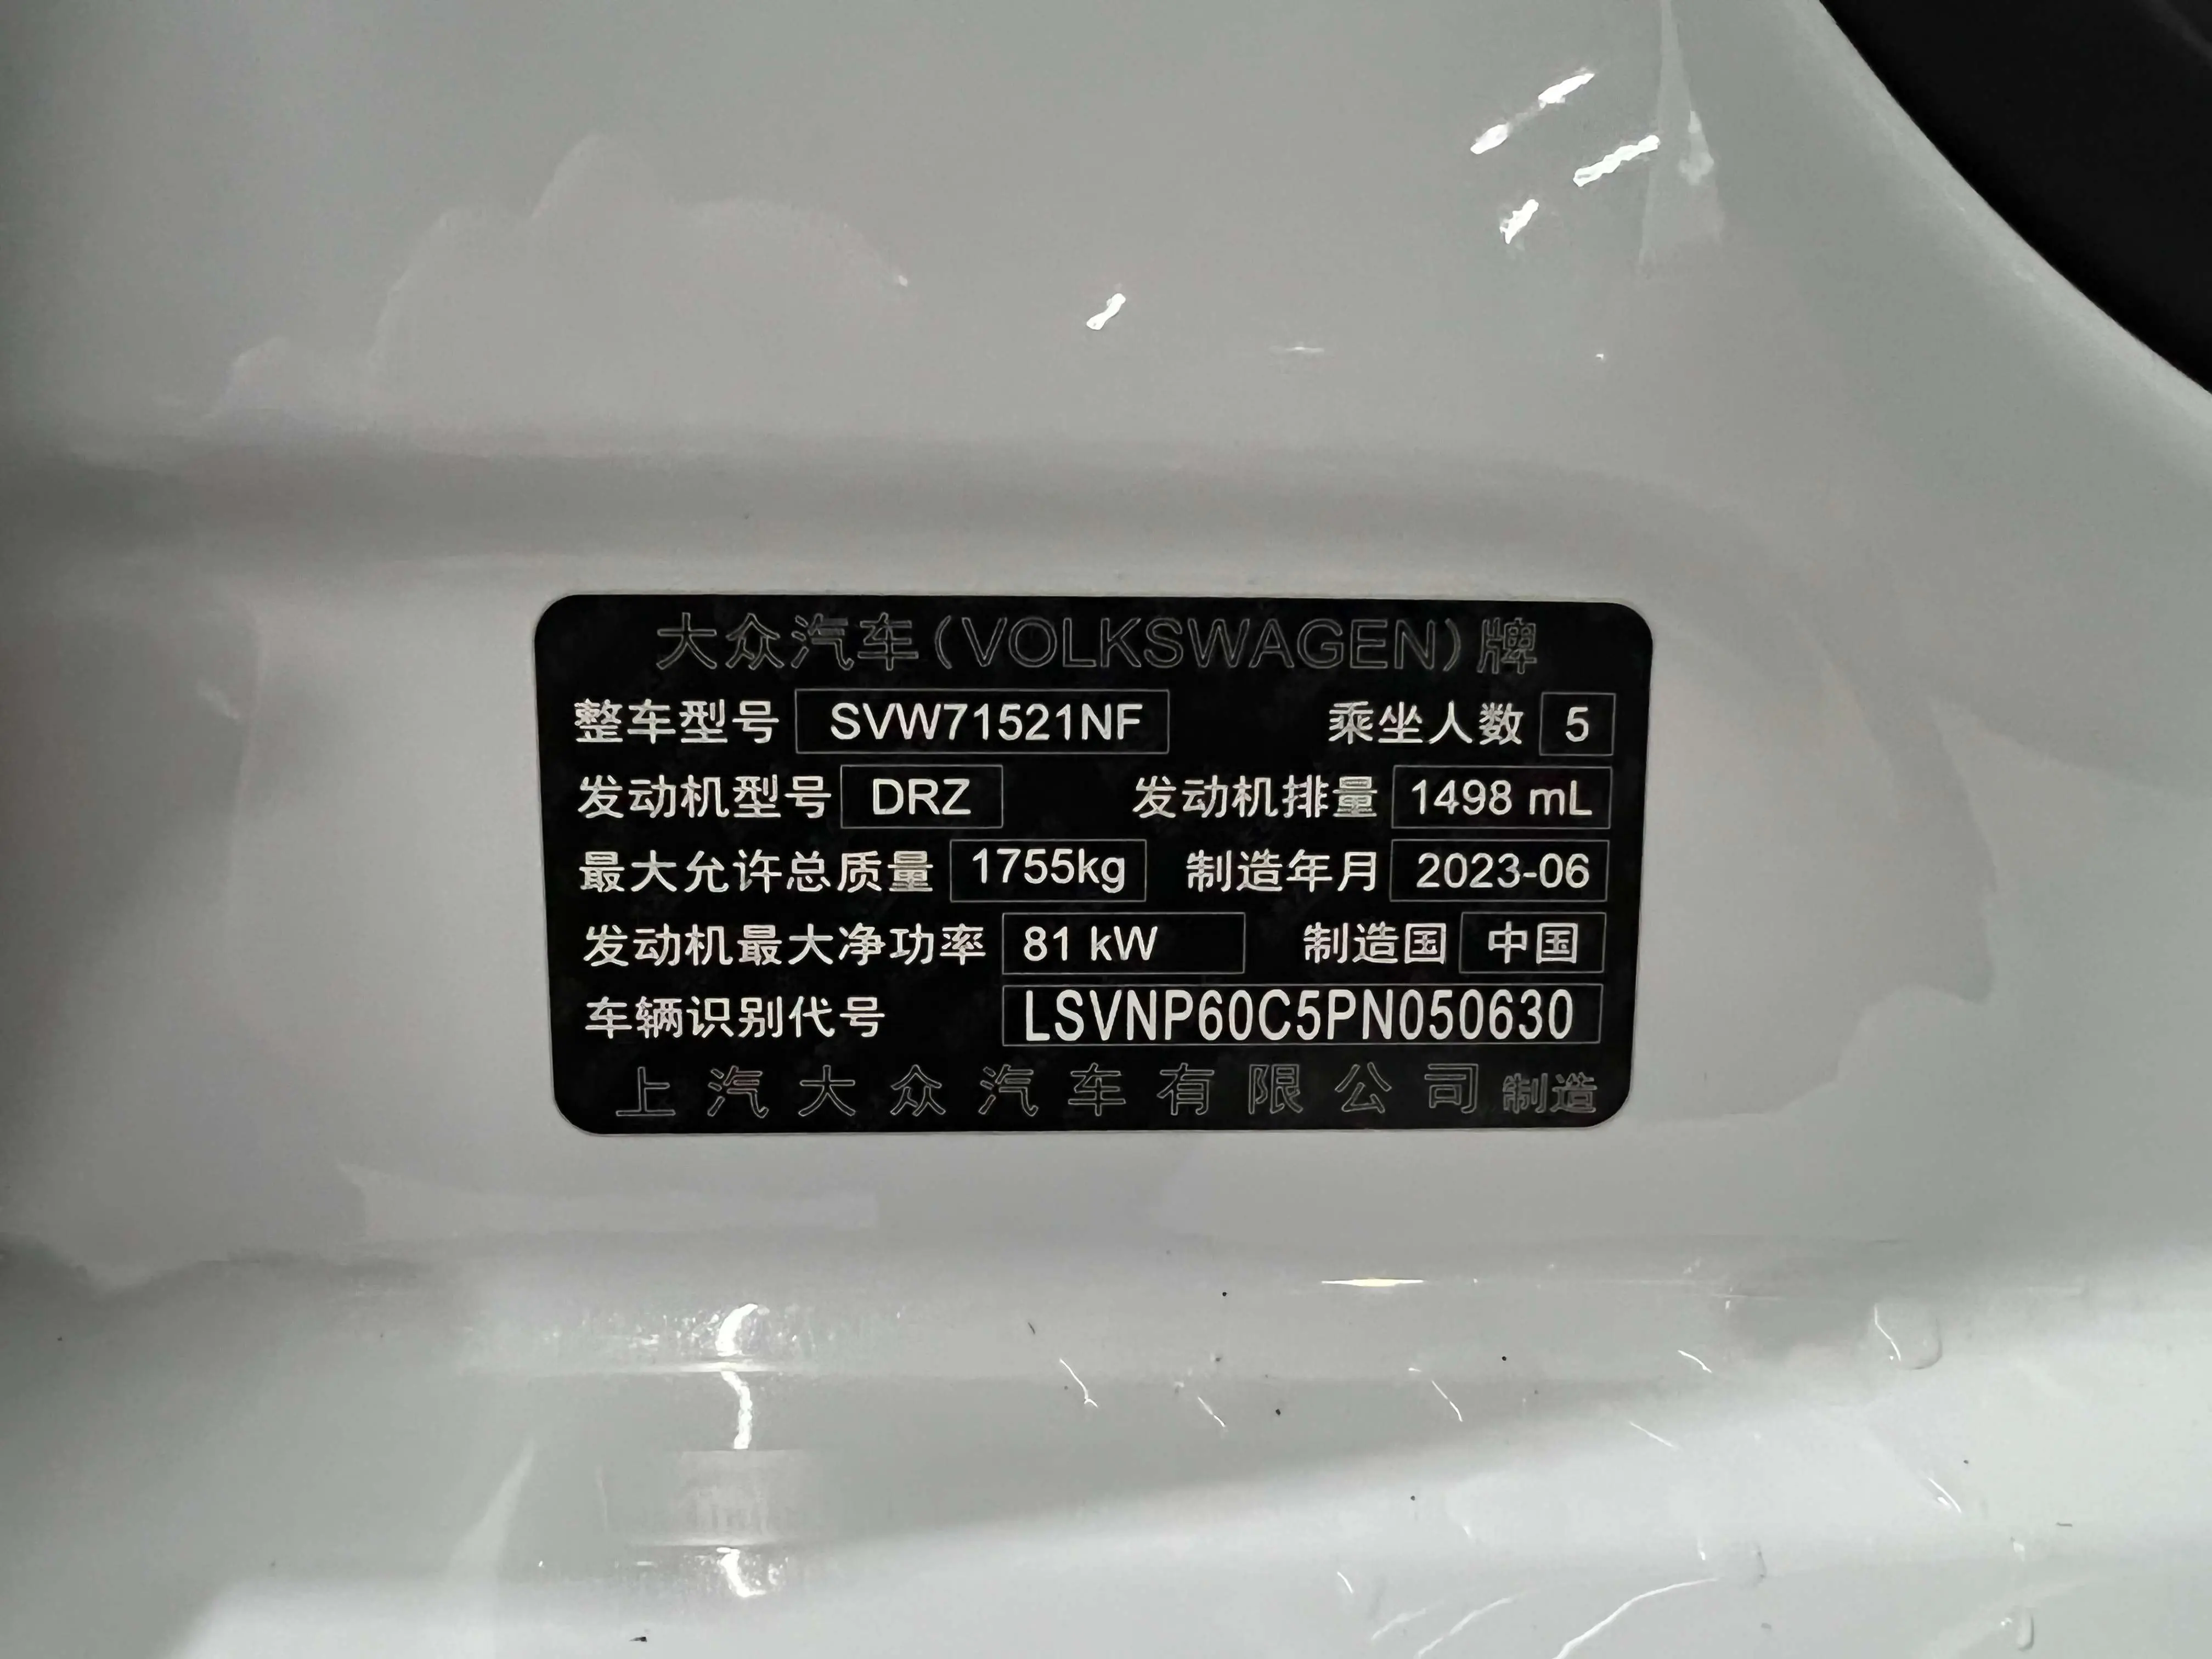 大众汽车(VOLKSWAGEN)牌
整车型号 SVW71521NF 乘坐人数 5
发动机型号 DRZ 发动机排量 1498 mL
最大允许总质量 1755kg 制造年月 2023-06
发动机最大净功率 81 kW 制造国 中国
车辆识别代号 LSVNP60C5PN050630
上汽大众汽车有限公司制造